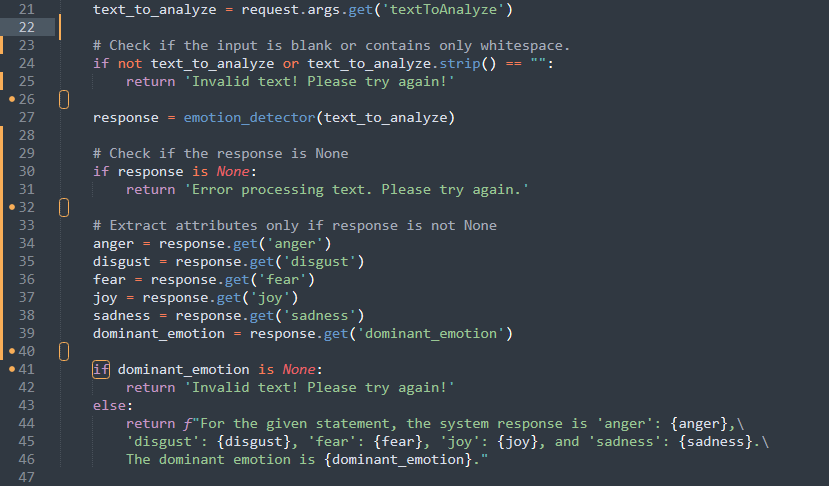 21 text_to_analyze = request.args.get('textToAnalyze')
22
23 # Check if the input is blank or contains only whitespace.
24 if not text_to_analyze or text_to_analyze.strip() == "":
25 return 'Invalid text! Please try again!'
26
27 response = emotion_detector(text_to_analyze)
28
29 # Check if the response is None
30 if response is None:
31 return 'Error processing text. Please try again.'
32
33 # Extract attributes only if response is not None
34 anger = response.get('anger')
35 disgust = response.get('disgust')
36 fear = response.get('fear')
37 joy = response.get('joy')
38 sadness = response.get('sadness')
39 dominant_emotion = response.get('dominant_emotion')
40
41 if dominant_emotion is None:
42 return 'Invalid text! Please try again!'
43 else:
44 return f"For the given statement, the system response is 'anger': {anger},\
45 'disgust': {disgust}, 'fear': {fear}, 'joy': {joy}, and 'sadness': {sadness}.\
46 The dominant emotion is {dominant_emotion}."
47